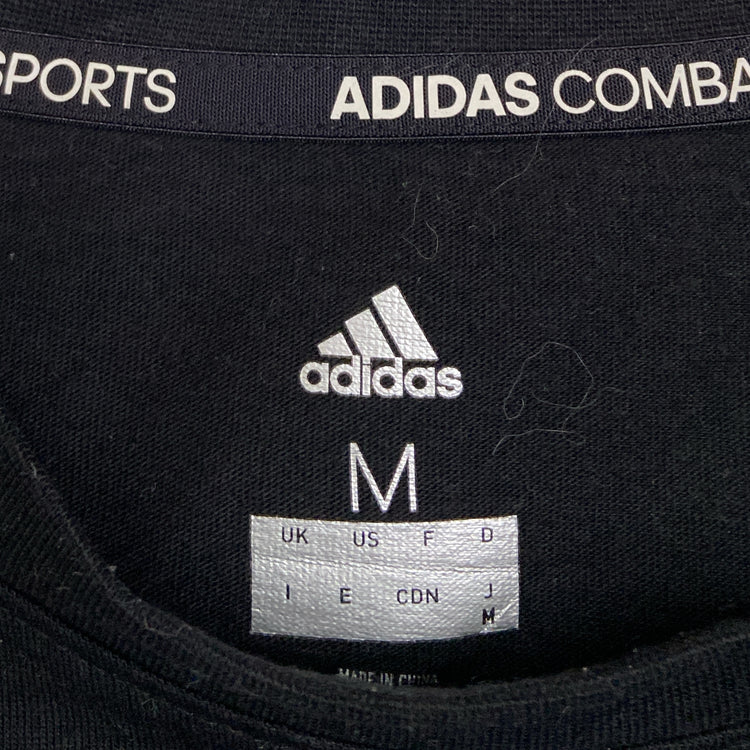 SPORTS ADIDAS COMBA
adidas
M
UK US F D
I E CDN J
M
MADE IN CHINA